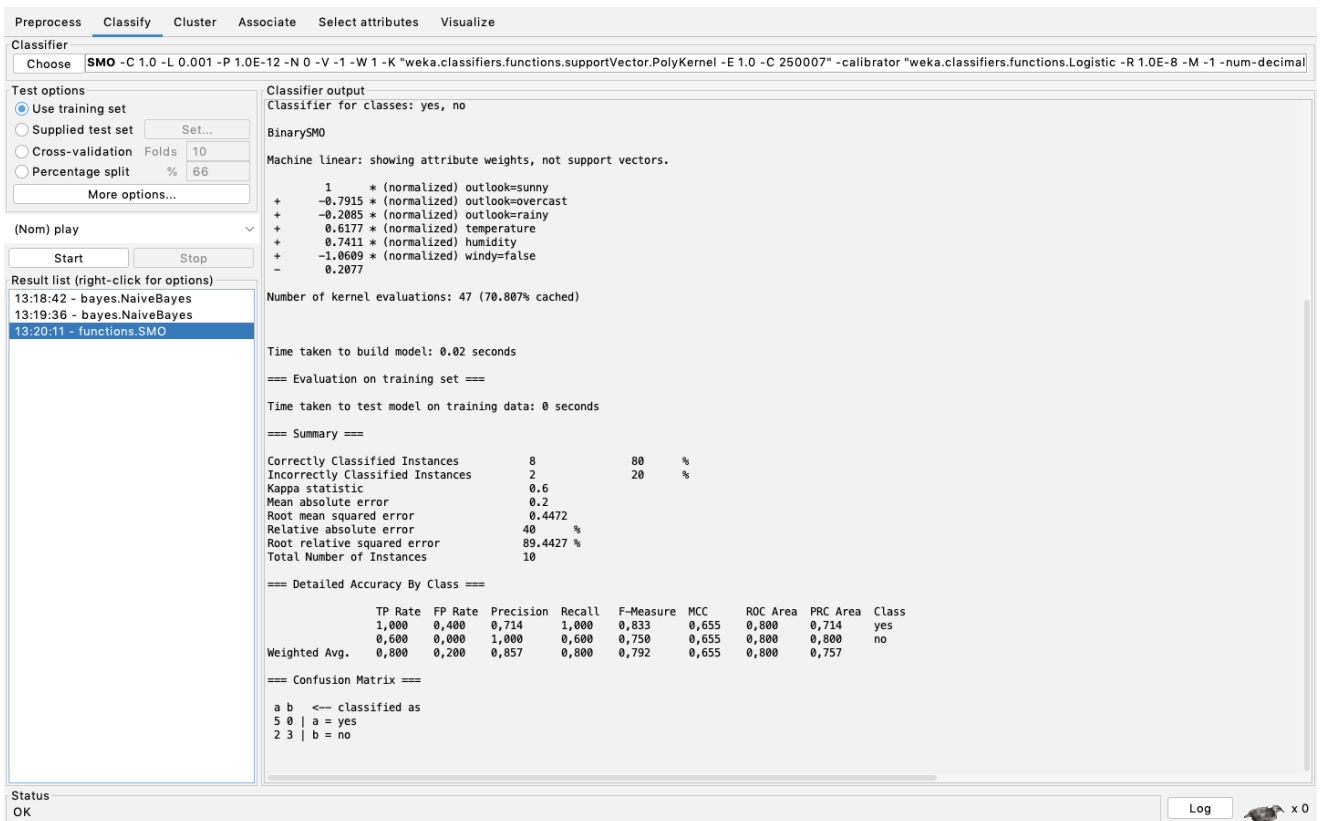 Preprocess Classify Cluster Associate Select attributes Visualize
Classifier
Choose SMO -C 1.0 -L 0.001 -P 1.0E-12 -N 0 -V -1 -W 1 -K "weka.classifiers.functions.supportVector.PolyKernel -E 1.0 -C 250007" -calibrator "weka.classifiers.functions.Logistic -R 1.0E-8 -M -1 -num-decimal
Test options
Use training set
Supplied test set Set...
Cross-validation Folds 10
Percentage split % 66
More options...
(Nom) play
Start Stop
Result list (right-click for options)
13:18:42 - bayes.NaiveBayes
13:19:36 - bayes.NaiveBayes
13:20:11 - functions.SMO
Classifier output
Classifier for classes: yes, no
BinarySMO
Machine linear: showing attribute weights, not support vectors.
1 * (normalized) outlook=sunny
+ -0.7915 * (normalized) outlook=overcast
+ -0.2085 * (normalized) outlook=rainy
+ 0.6177 * (normalized) temperature
+ 0.7411 * (normalized) humidity
+ -1.0609 * (normalized) windy=false
- 0.2077
Number of kernel evaluations: 47 (70.807% cached)
Time taken to build model: 0.02 seconds
=== Evaluation on training set ===
Time taken to test model on training data: 0 seconds
=== Summary ===
Correctly Classified Instances 8 80 %
Incorrectly Classified Instances 2 20 %
Kappa statistic 0.6
Mean absolute error 0.2
Root mean squared error 0.4472
Relative absolute error 40 %
Root relative squared error 89.4427 %
Total Number of Instances 10
=== Detailed Accuracy By Class ===
TP Rate FP Rate Precision Recall F-Measure MCC ROC Area PRC Area Class
1,000 0,400 0,714 1,000 0,833 0,655 0,800 0,714 yes
0,600 0,000 1,000 0,600 0,750 0,655 0,800 0,800 no
Weighted Avg. 0,800 0,200 0,857 0,800 0,792 0,655 0,800 0,757
=== Confusion Matrix ===
a b <-- classified as
5 0 | a = yes
2 3 | b = no
Status
OK
Log x 0